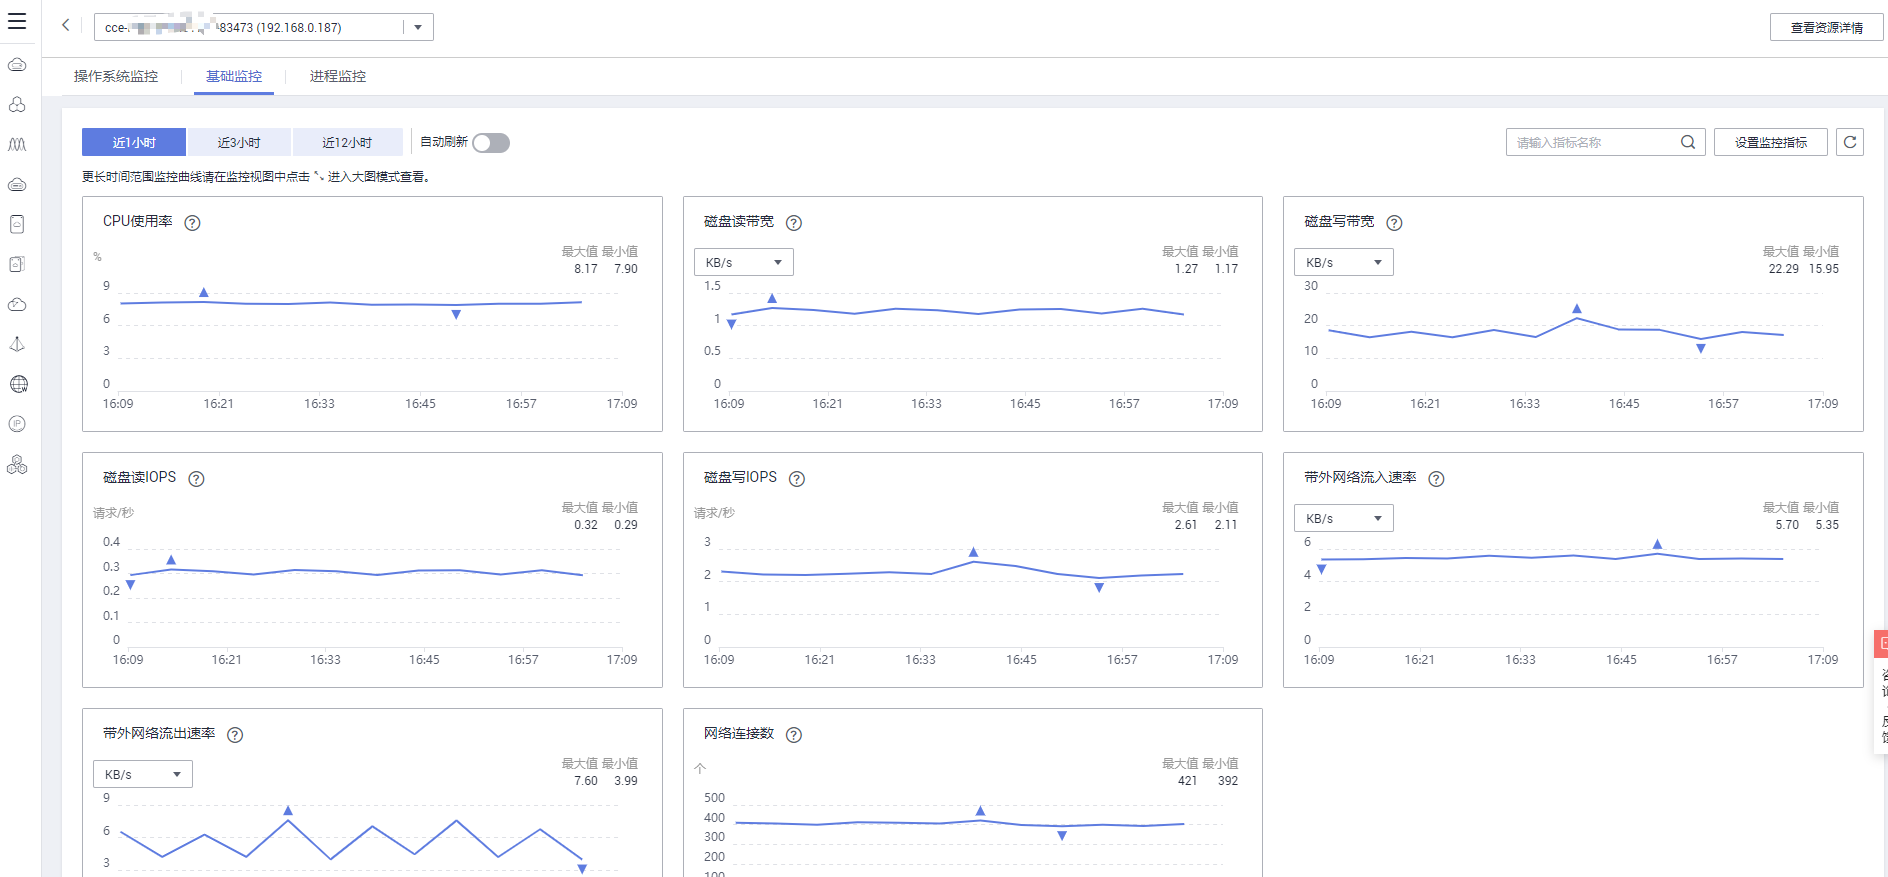 cce-
-83473 (192.168.0.187)
查看资源详情
操作系统监控
基础监控
进程监控
近1小时
近3小时
近12小时
自动刷新
请输入指标名称
设置监控指标
更长时间范围监控曲线请在监控视图中点击 进入大图模式查看。
CPU使用率
%
最大值 最小值
8.17 7.90
9
6
3
0
16:09 16:21 16:33 16:45 16:57 17:09
磁盘读带宽
KB/s
最大值 最小值
1.27 1.17
1.5
1
0.5
0
16:09 16:21 16:33 16:45 16:57 17:09
磁盘写带宽
KB/s
最大值 最小值
22.29 15.95
30
20
10
0
16:09 16:21 16:33 16:45 16:57 17:09
磁盘读IOPS
请求/秒
最大值 最小值
0.32 0.29
0.4
0.3
0.2
0.1
0
16:09 16:21 16:33 16:45 16:57 17:09
磁盘写IOPS
请求/秒
最大值 最小值
2.61 2.11
3
2
1
0
16:09 16:21 16:33 16:45 16:57 17:09
带外网络流入速率
KB/s
最大值 最小值
5.70 5.35
6
4
2
0
16:09 16:21 16:33 16:45 16:57 17:09
带外网络流出速率
KB/s
最大值 最小值
7.60 3.99
9
6
3
网络连接数
个
最大值 最小值
421 392
500
400
300
200
100